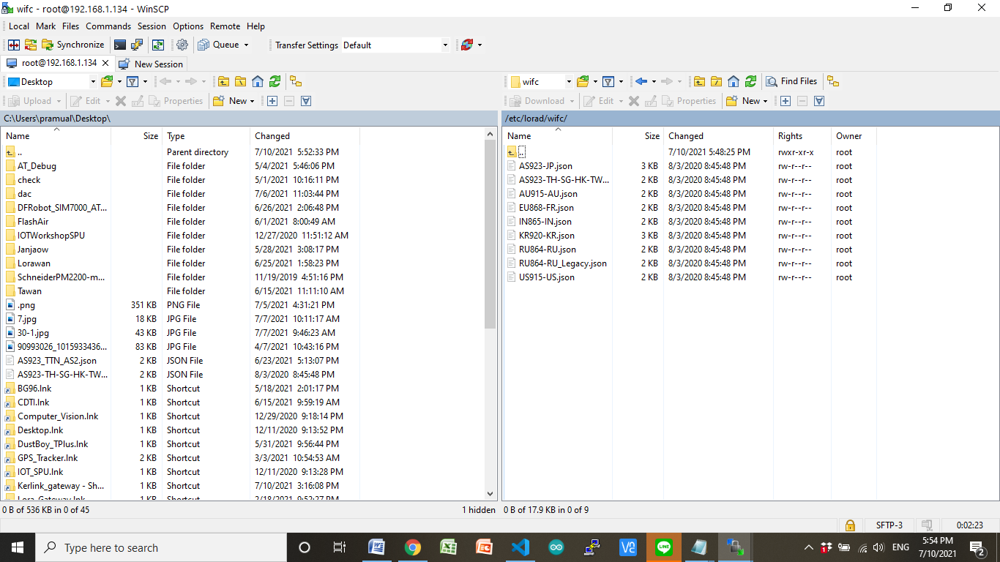 wifc - root@192.168.1.134 - WinSCP
Local Mark Files Commands Session Options Remote Help
Synchronize Queue Transfer Settings Default
root@192.168.1.134 New Session
Desktop
Upload Edit Properties New
C:\Users\pramual\Desktop\
Name Size Type Changed
.. Parent directory 7/10/2021 5:52:33 PM
AT_Debug File folder 5/4/2021 5:46:06 PM
check File folder 5/1/2021 10:16:11 PM
dac File folder 7/6/2021 11:03:44 PM
DFRobot_SIM7000_AT... File folder 6/26/2021 2:06:48 PM
FlashAir File folder 6/1/2021 8:00:49 AM
IOTWorkshopSPU File folder 12/27/2020 11:51:12 AM
Janjaow File folder 5/28/2021 3:08:17 PM
Lorawan File folder 6/25/2021 1:58:23 PM
SchneiderPM2200-m... File folder 11/19/2019 4:51:16 PM
Tawan File folder 6/15/2021 11:11:10 AM
.png 351 KB PNG File 7/5/2021 4:31:21 PM
7.jpg 18 KB JPG File 7/7/2021 10:11:17 AM
30-1.jpg 43 KB JPG File 7/7/2021 9:46:23 AM
90993026_1015933436... 83 KB JPG File 4/7/2021 10:43:16 PM
AS923_TTN_AS2.json 2 KB JSON File 6/23/2021 5:13:07 PM
AS923-TH-SG-HK-TW... 2 KB JSON File 8/3/2020 8:45:48 PM
BG96.lnk 1 KB Shortcut 5/18/2021 2:01:17 PM
CDTI.lnk 1 KB Shortcut 6/15/2021 9:59:19 AM
Computer_Vision.lnk 1 KB Shortcut 12/29/2020 9:18:14 PM
Desktop.lnk 1 KB Shortcut 12/11/2020 9:13:52 PM
DustBoy_TPlus.lnk 1 KB Shortcut 5/31/2021 9:56:44 PM
GPS_Tracker.lnk 2 KB Shortcut 3/3/2021 10:54:53 AM
IOT_SPU.lnk 1 KB Shortcut 12/11/2020 9:13:28 PM
Kerlink_gateway - Sh... 1 KB Shortcut 7/10/2021 3:16:08 PM
Lora_Gateway.lnk 1 KB Shortcut 2/18/2021 9:52:27 PM
0 B of 536 KB in 0 of 45 1 hidden
wifc Find Files
Download Edit Properties New
/etc/lorad/wifc/
Name Size Changed Rights Owner
.. 7/10/2021 5:48:25 PM rwxr-xr-x root
AS923-JP.json 3 KB 8/3/2020 8:45:48 PM rw-r--r-- root
AS923-TH-SG-HK-TW... 2 KB 8/3/2020 8:45:48 PM rw-r--r-- root
AU915-AU.json 2 KB 8/3/2020 8:45:48 PM rw-r--r-- root
EU868-FR.json 2 KB 8/3/2020 8:45:48 PM rw-r--r-- root
IN865-IN.json 2 KB 8/3/2020 8:45:48 PM rw-r--r-- root
KR920-KR.json 3 KB 8/3/2020 8:45:48 PM rw-r--r-- root
RU864-RU.json 2 KB 8/3/2020 8:45:48 PM rw-r--r-- root
RU864-RU_Legacy.json 2 KB 8/3/2020 8:45:48 PM rw-r--r-- root
US915-US.json 2 KB 8/3/2020 8:45:48 PM rw-r--r-- root
0 B of 17.9 KB in 0 of 9
SFTP-3 0:02:23
Type here to search
ENG
5:54 PM
7/10/2021
2